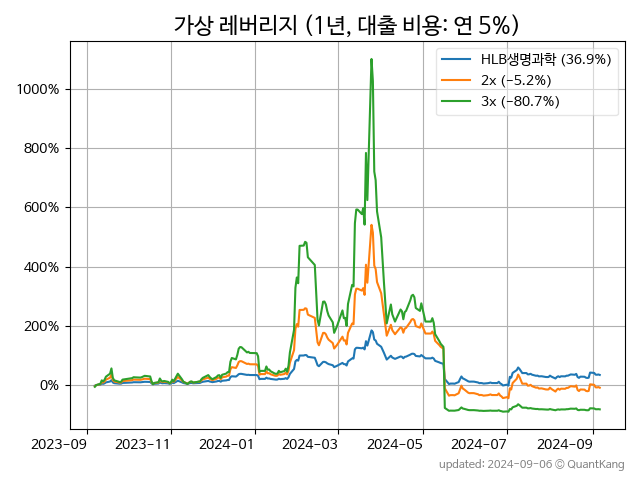 가상 레버리지 (1년, 대출 비용: 연 5%)
HLB생명과학 (36.9%)
2x (−5.2%)
3x (−80.7%)
1000%
800%
600%
400%
200%
0%
2023-09
2023-11
2024-01
2024-03
2024-05
2024-07
2024-09
updated: 2024-09-06 © QuantKang